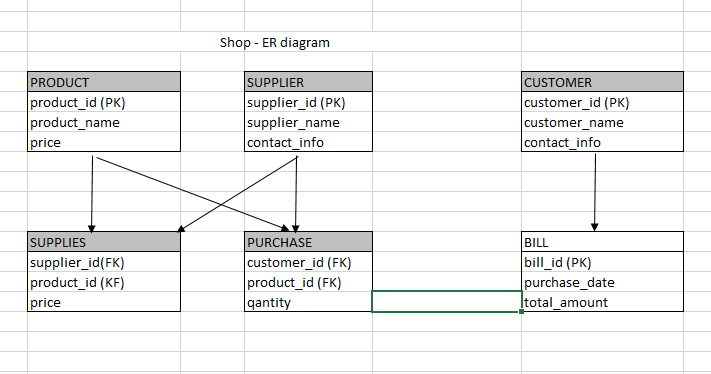 Shop - ER diagram
PRODUCT
product_id (PK)
product_name
price
SUPPLIER
supplier_id (PK)
supplier_name
contact_info
CUSTOMER
customer_id (PK)
customer_name
contact_info
SUPPLIES
supplier_id(FK)
product_id (KF)
price
PURCHASE
customer_id (FK)
product_id (FK)
qantity
BILL
bill_id (PK)
purchase_date
total_amount